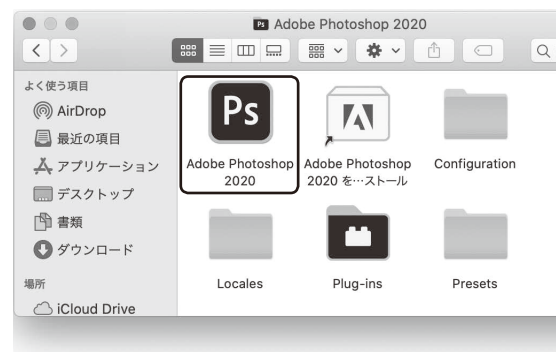 Adobe Photoshop 2020
よく使う項目
AirDrop
最近の項目
アプリケーション
デスクトップ
書類
ダウンロード
場所
iCloud Drive
Ps
Adobe Photoshop
2020
Adobe Photoshop
2020 を…ストール
Configuration
Locales
Plug-ins
Presets